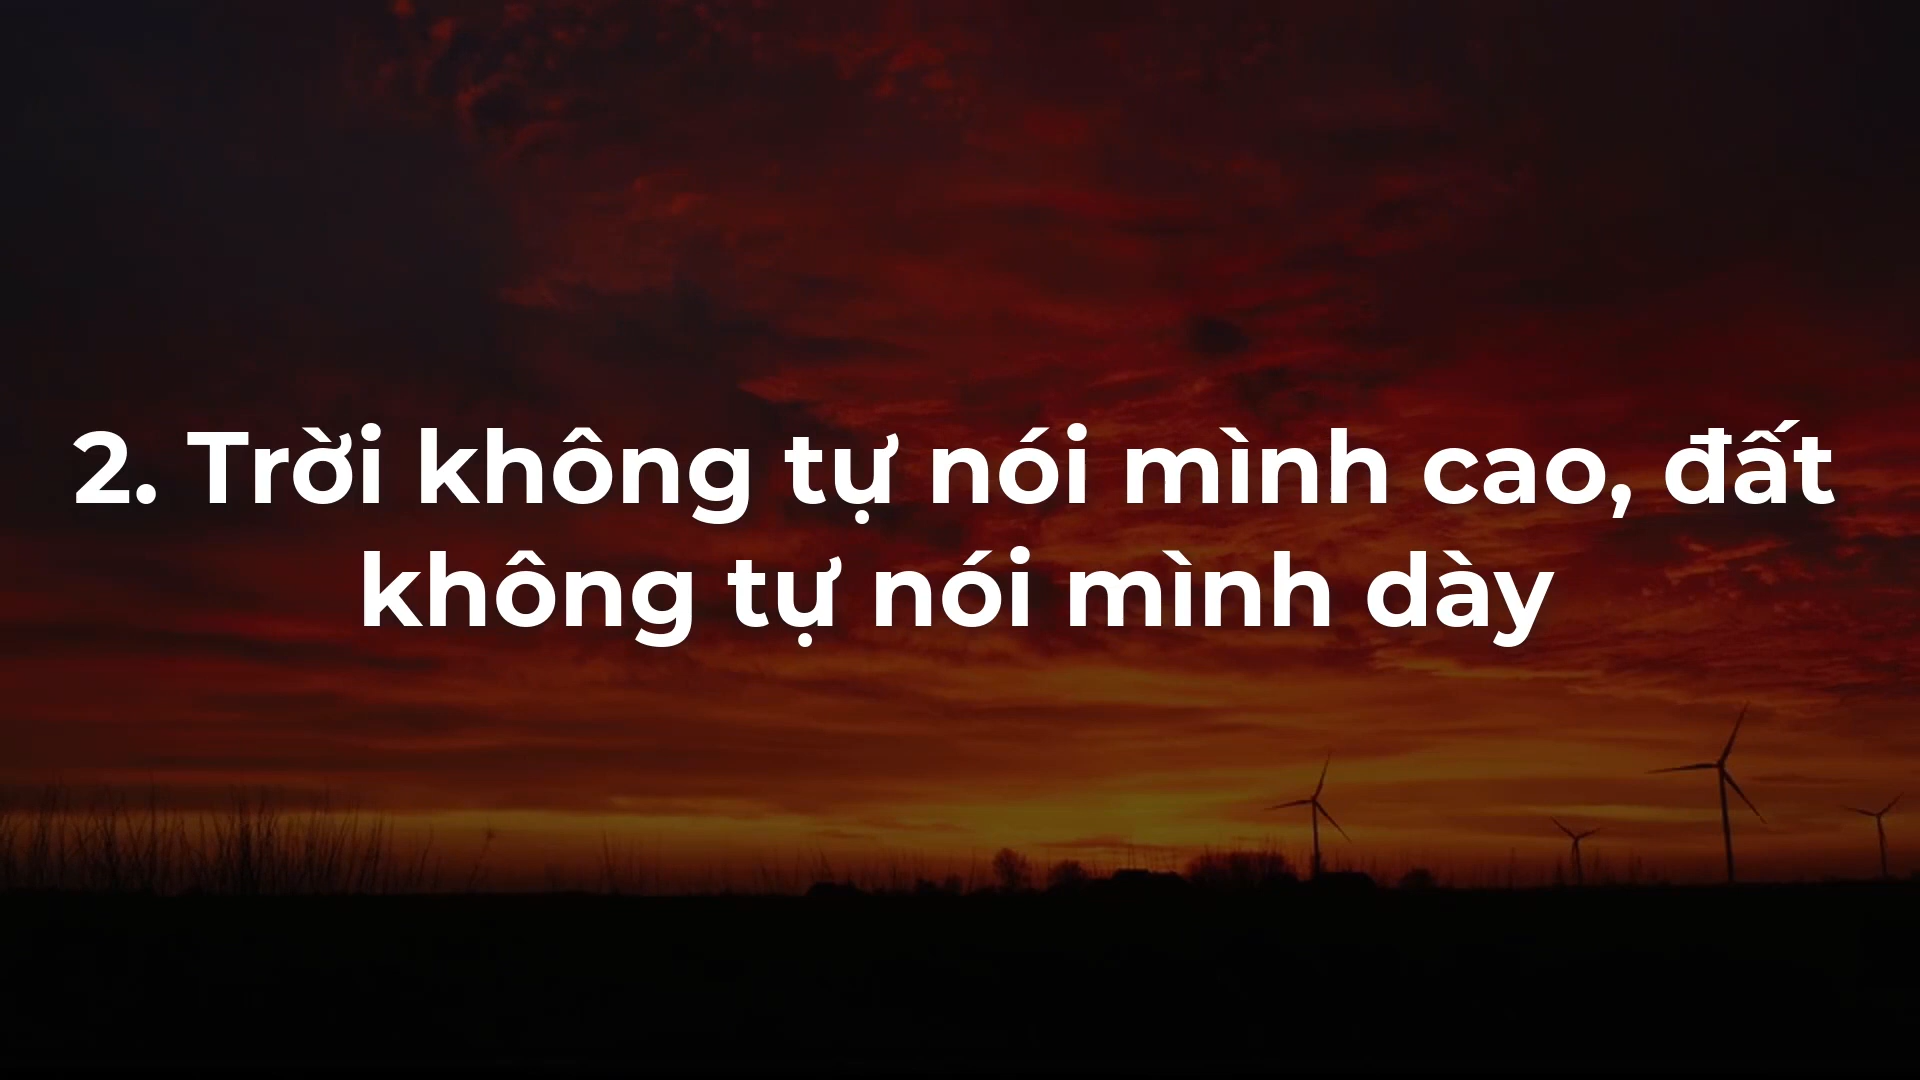 2. Trời không tự nói mình cao, đất
không tự nói mình dày